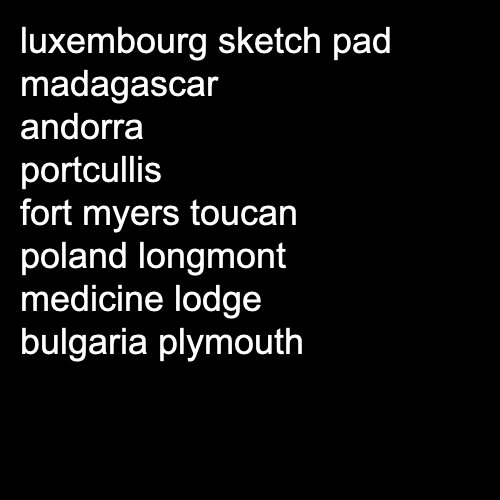 luxembourg sketch pad
madagascar
andorra
portcullis
fort myers toucan
poland longmont
medicine lodge
bulgaria plymouth